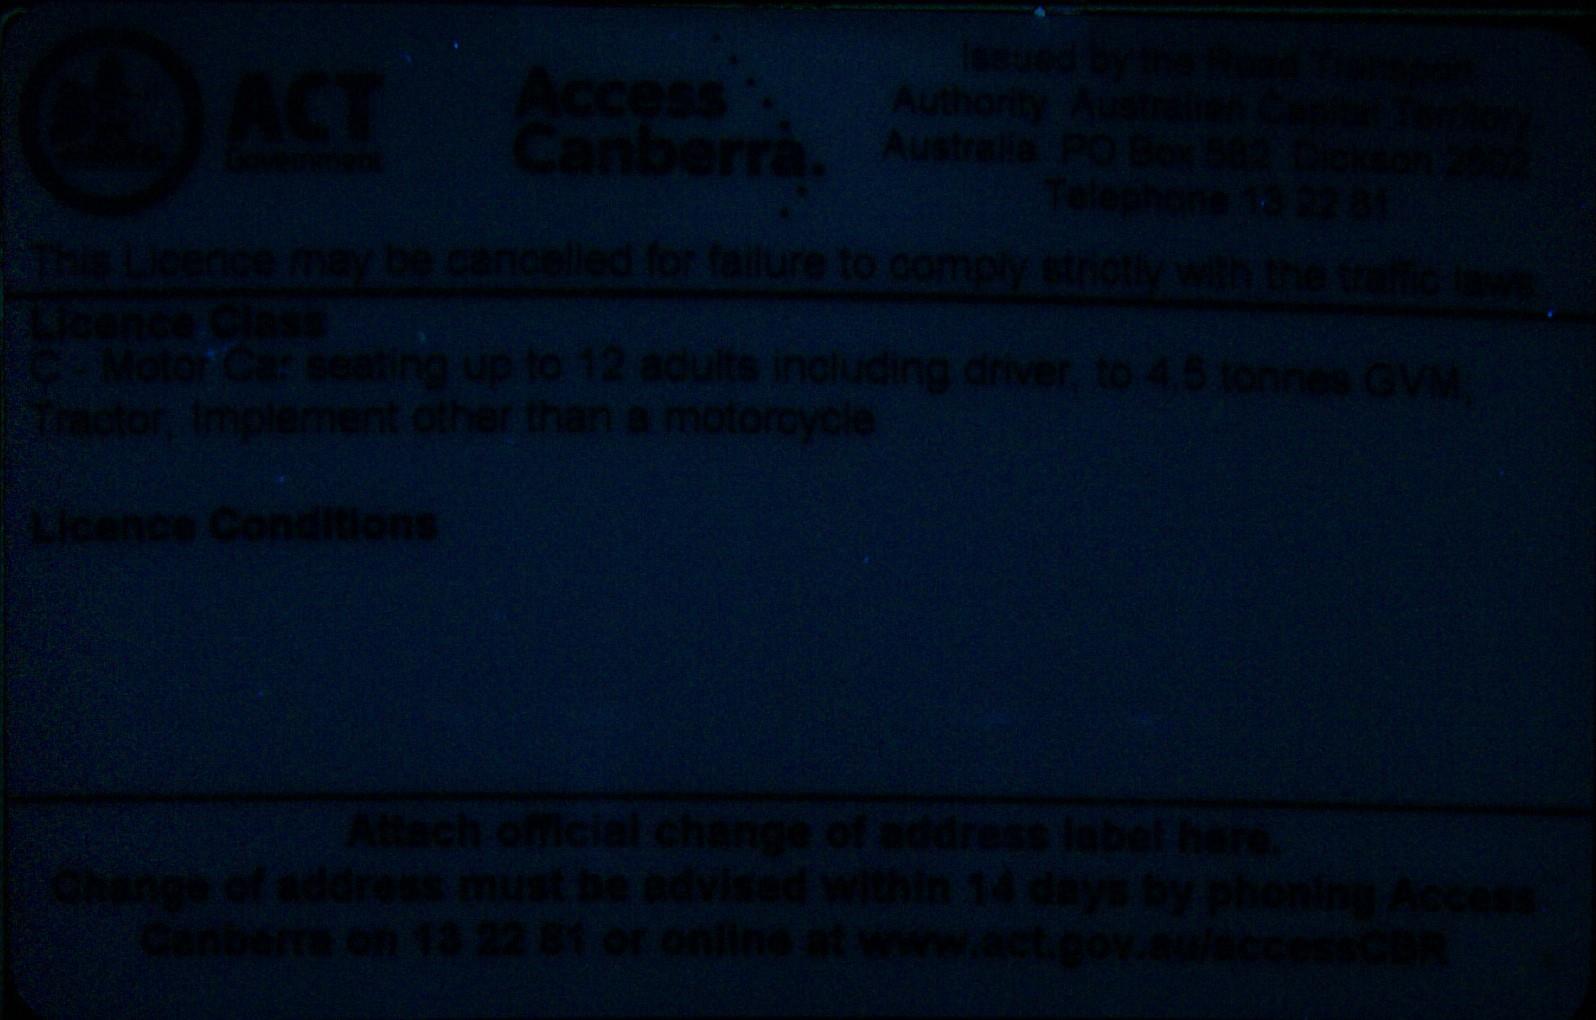 ACT
Government
Access
Canberra.
Issued by the Road Transport
Authority Australian Capital Territory
Australia PO Box 582 Dickson 2602
Telephone 13 22 81
This Licence may be cancelled for failure to comply strictly with the traffic laws
Licence Class
C - Motor Car seating up to 12 adults including driver, to 4.5 tonnes GVM,
Tractor, Implement other than a motorcycle
Licence Conditions
Attach official change of address label here.
Change of address must be advised within 14 days by phoning Access
Canberra on 13 22 81 or online at www.act.gov.au/accessCBR